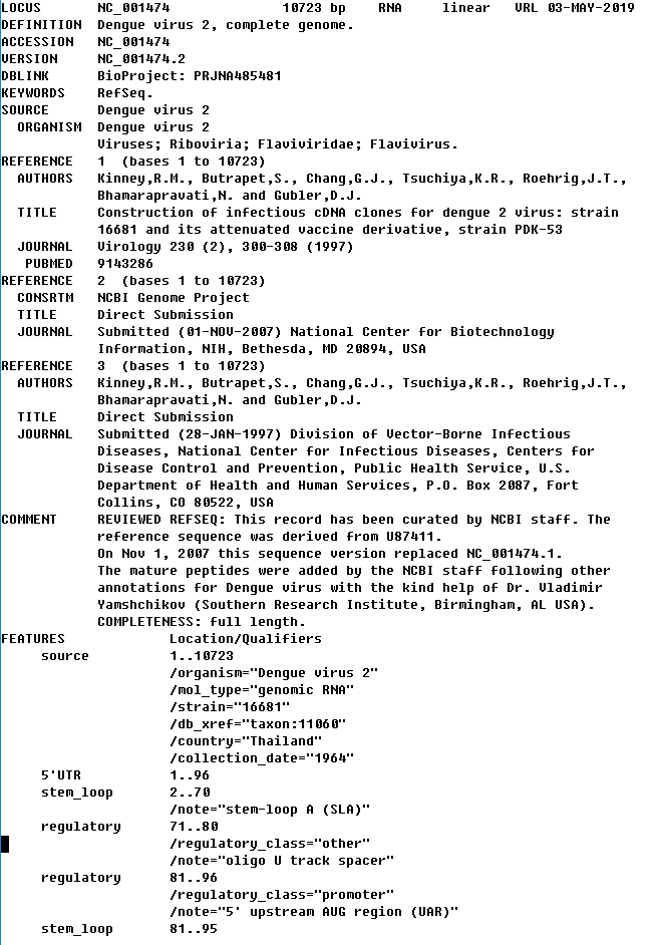 LOCUS       NC_001474              10723 bp    RNA     linear   VRL 03-MAY-2019
DEFINITION  Dengue virus 2, complete genome.
ACCESSION   NC_001474
VERSION     NC_001474.2
DBLINK      BioProject: PRJNA485481
KEYWORDS    RefSeq.
SOURCE      Dengue virus 2
  ORGANISM  Dengue virus 2
            Viruses; Riboviria; Flaviviridae; Flavivirus.
REFERENCE   1  (bases 1 to 10723)
  AUTHORS   Kinney,R.M., Butrapet,S., Chang,G.J., Tsuchiya,K.R., Roehrig,J.T.,
            Bhamarapravati,N. and Gubler,D.J.
  TITLE     Construction of infectious cDNA clones for dengue 2 virus: strain
            16681 and its attenuated vaccine derivative, strain PDK-53
  JOURNAL   Virology 230 (2), 300-308 (1997)
   PUBMED   9143286
REFERENCE   2  (bases 1 to 10723)
  CONSRTM   NCBI Genome Project
  TITLE     Direct Submission
  JOURNAL   Submitted (01-NOV-2007) National Center for Biotechnology
            Information, NIH, Bethesda, MD 20894, USA
REFERENCE   3  (bases 1 to 10723)
  AUTHORS   Kinney,R.M., Butrapet,S., Chang,G.J., Tsuchiya,K.R., Roehrig,J.T.,
            Bhamarapravati,N. and Gubler,D.J.
  TITLE     Direct Submission
  JOURNAL   Submitted (28-JAN-1997) Division of Vector-Borne Infectious
            Diseases, National Center for Infectious Diseases, Centers for
            Disease Control and Prevention, Public Health Service, U.S.
            Department of Health and Human Services, P.O. Box 2087, Fort
            Collins, CO 80522, USA
COMMENT     REVIEWED REFSEQ: This record has been curated by NCBI staff. The
            reference sequence was derived from U87411.
            On Nov 1, 2007 this sequence version replaced NC_001474.1.
            The mature peptides were added by the NCBI staff following other
            annotations for Dengue virus with the kind help of Dr. Vladimir
            Yamshchikov (Southern Research Institute, Birmingham, AL USA).
            COMPLETENESS: full length.
FEATURES             Location/Qualifiers
     source          1..10723
                     /organism="Dengue virus 2"
                     /mol_type="genomic RNA"
                     /strain="16681"
                     /db_xref="taxon:11060"
                     /country="Thailand"
                     /collection_date="1964"
     5'UTR           1..96
     stem_loop       2..70
                     /note="stem-loop A (SLA)"
     regulatory      71..80
                     /regulatory_class="other"
                     /note="oligo U track spacer"
     regulatory      81..96
                     /regulatory_class="promoter"
                     /note="5' upstream AUG region (UAR)"
     stem_loop       81..95